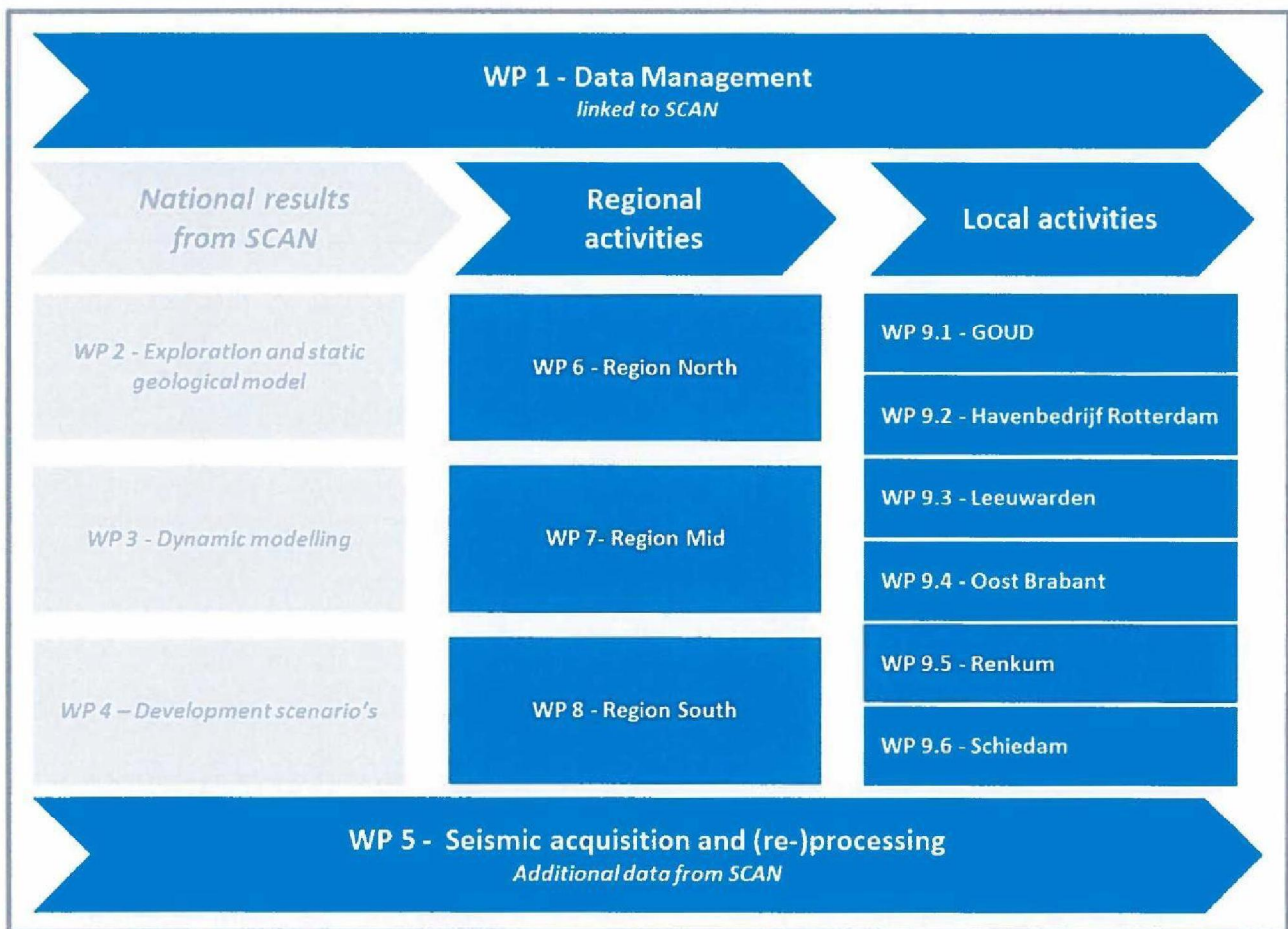 WP 1 - Data Management
linked to SCAN
National results
from SCAN
Regional
activities
Local activities
WP 2 - Exploration and static
geological model
WP 3 - Dynamic modelling
WP 4 – Development scenario's
WP 6 - Region North
WP 7- Region Mid
WP 8 - Region South
WP 9.1 - GOUD
WP 9.2 - Havenbedrijf Rotterdam
WP 9.3 - Leeuwarden
WP 9.4 - Oost Brabant
WP 9.5 - Renkum
WP 9.6 - Schiedam
WP 5 - Seismic acquisition and (re-)processing
Additional data from SCAN